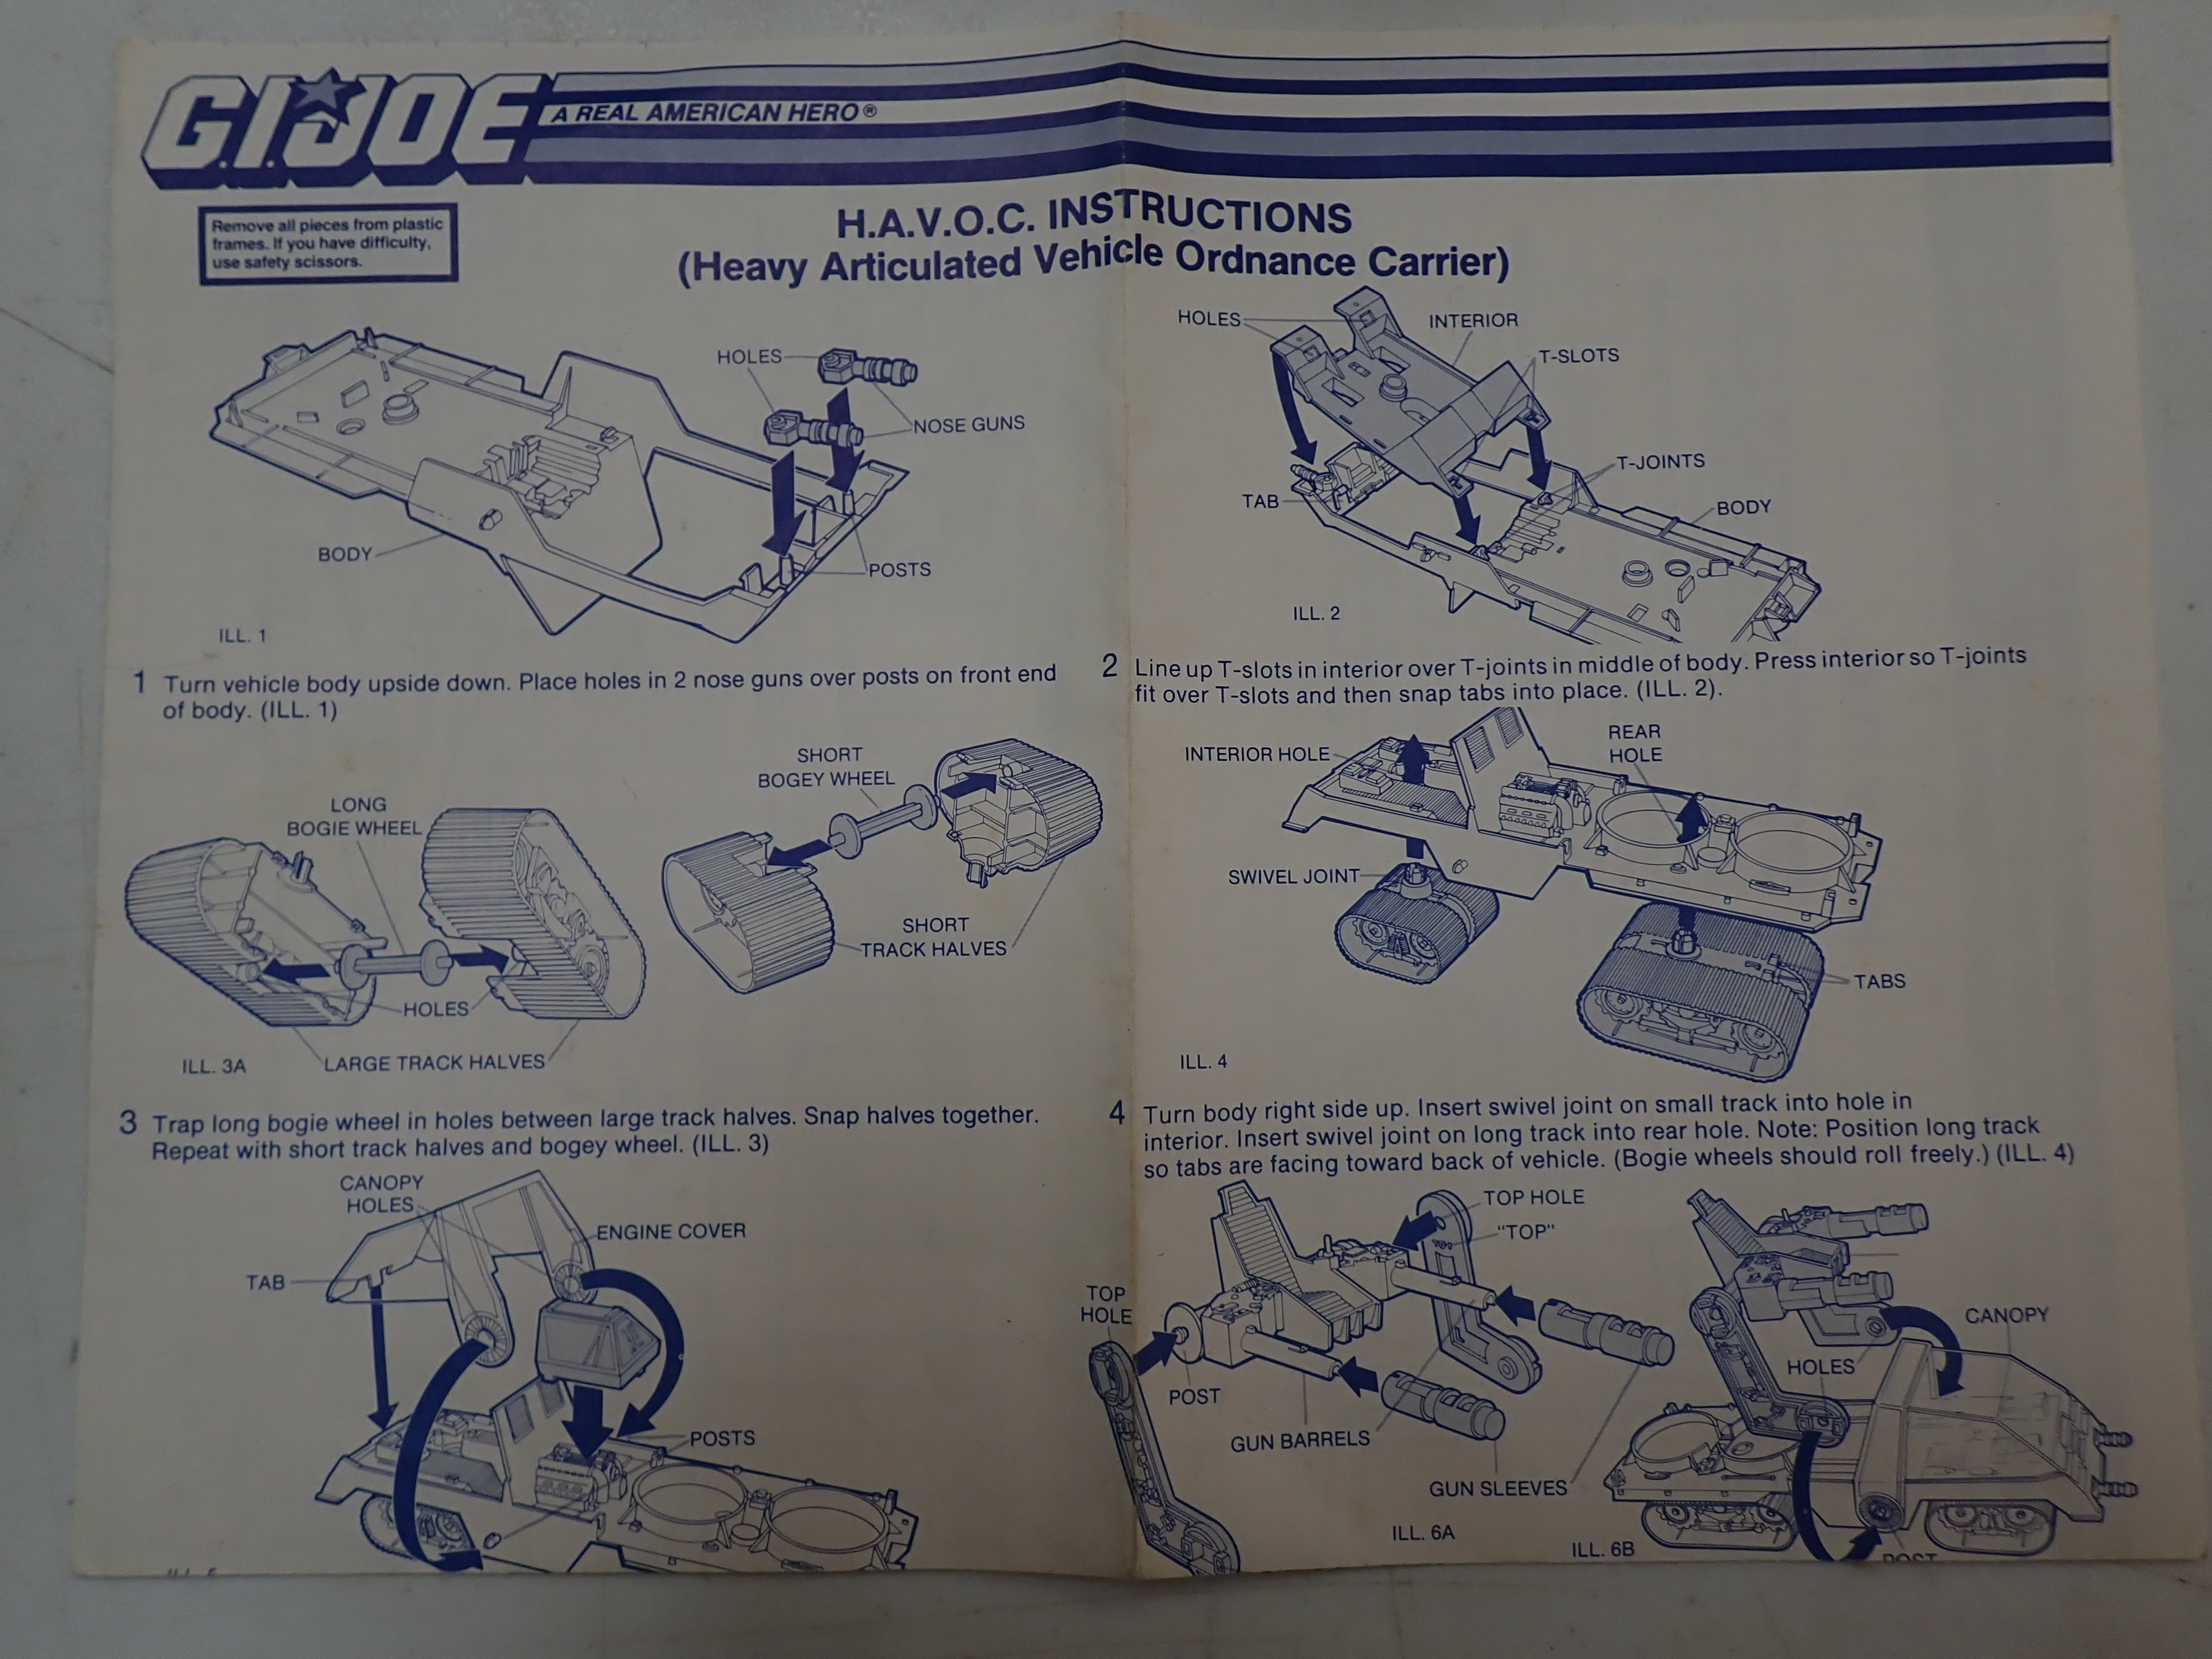 G.I. JOE
A REAL AMERICAN HERO®
Remove all pieces from plastic
frames. If you have difficulty,
use safety scissors.
H.A.V.O.C. INSTRUCTIONS
(Heavy Articulated Vehicle Ordnance Carrier)
HOLES
NOSE GUNS
BODY
POSTS
ILL. 1
1 Turn vehicle body upside down. Place holes in 2 nose guns over posts on front end
of body. (ILL. 1)
HOLES
INTERIOR
T-SLOTS
T-JOINTS
TAB
BODY
ILL. 2
2 Line up T-slots in interior over T-joints in middle of body. Press interior so T-joints
fit over T-slots and then snap tabs into place. (ILL. 2).
SHORT
BOGEY WHEEL
LONG
BOGIE WHEEL
SHORT
TRACK HALVES
HOLES
LARGE TRACK HALVES
ILL. 3A
3 Trap long bogie wheel in holes between large track halves. Snap halves together.
Repeat with short track halves and bogey wheel. (ILL. 3)
INTERIOR HOLE
REAR
HOLE
SWIVEL JOINT
TABS
ILL. 4
4 Turn body right side up. Insert swivel joint on small track into hole in
interior. Insert swivel joint on long track into rear hole. Note: Position long track
so tabs are facing toward back of vehicle. (Bogie wheels should roll freely.) (ILL. 4)
CANOPY
HOLES
ENGINE COVER
TAB
POSTS
TOP HOLE
"TOP"
TOP
HOLE
POST
GUN BARRELS
GUN SLEEVES
ILL. 6A
CANOPY
HOLES
ILL. 6B
POST